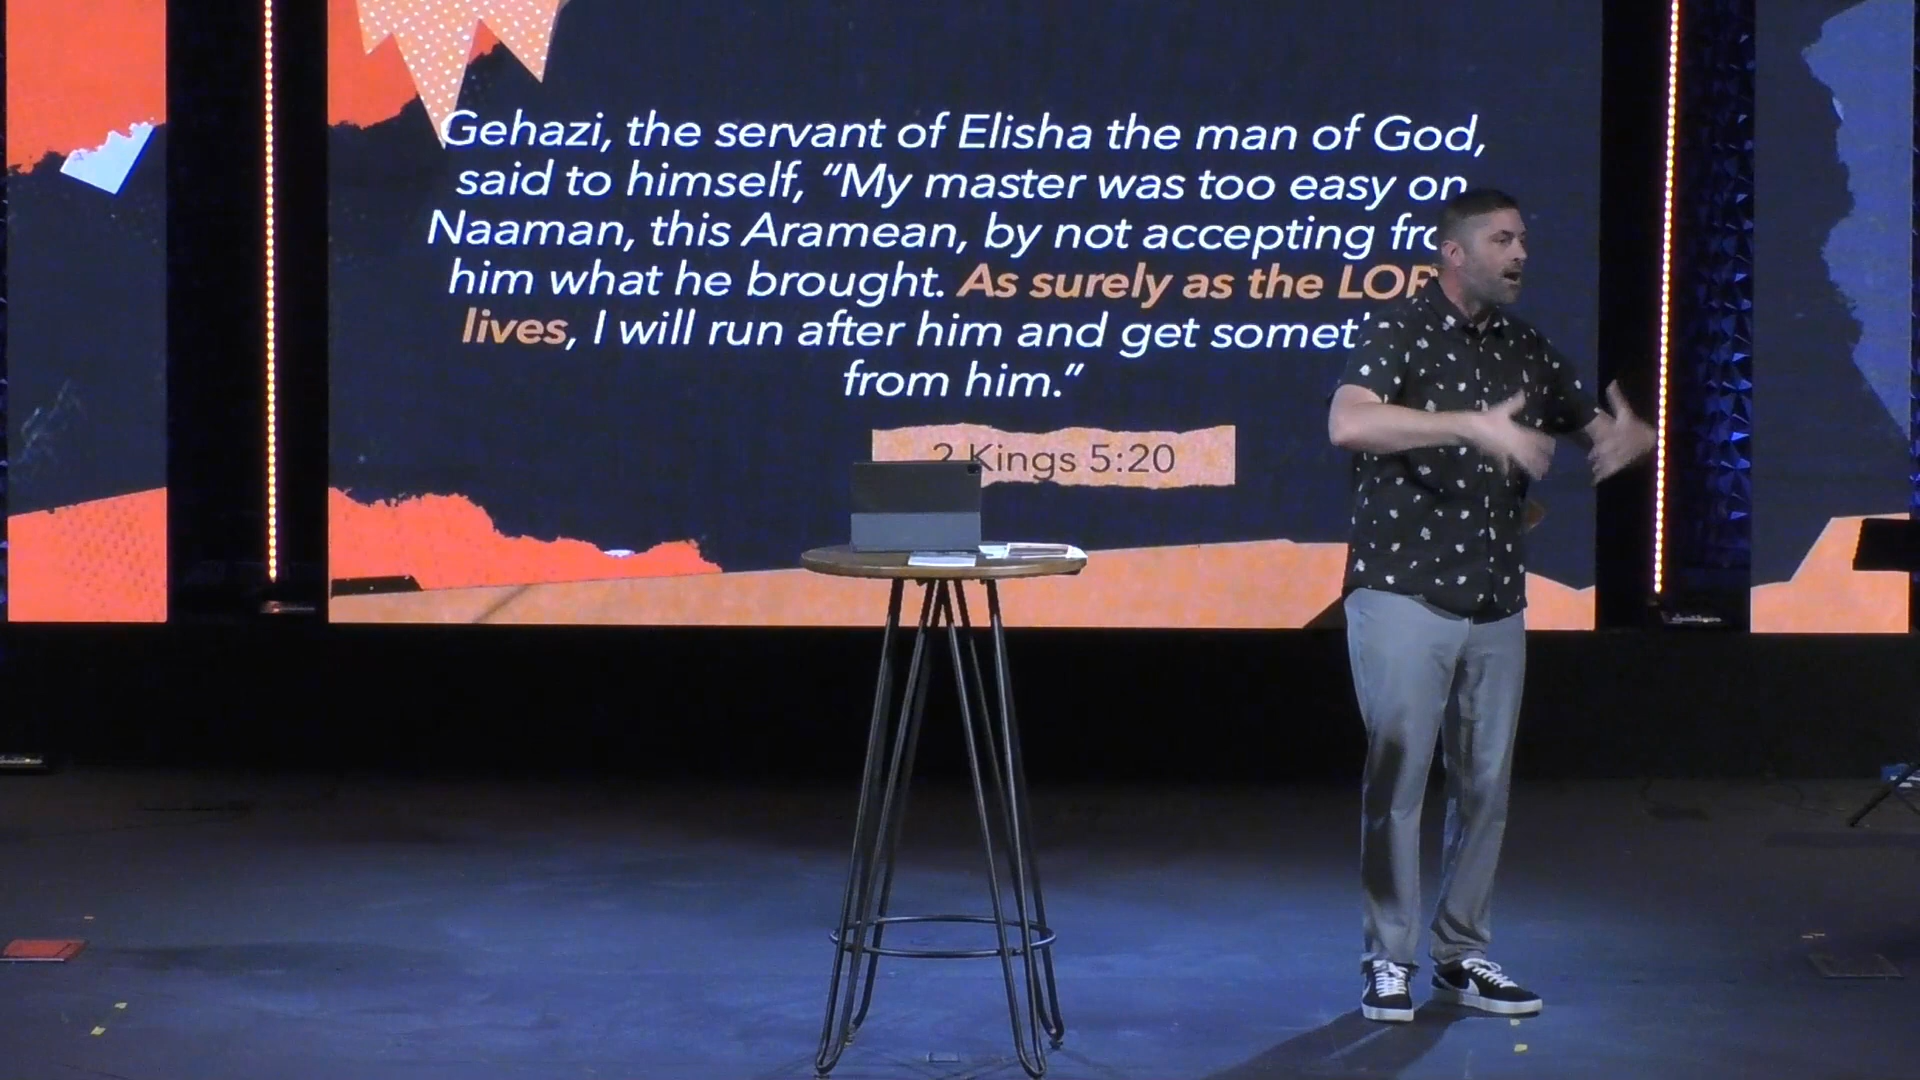 Gehazi, the servant of Elisha the man of God,
said to himself, “My master was too easy on
Naaman, this Aramean, by not accepting
him what he brought. As surely as the
lives, I will run after him and get
from him.”
2 Kings 5:20